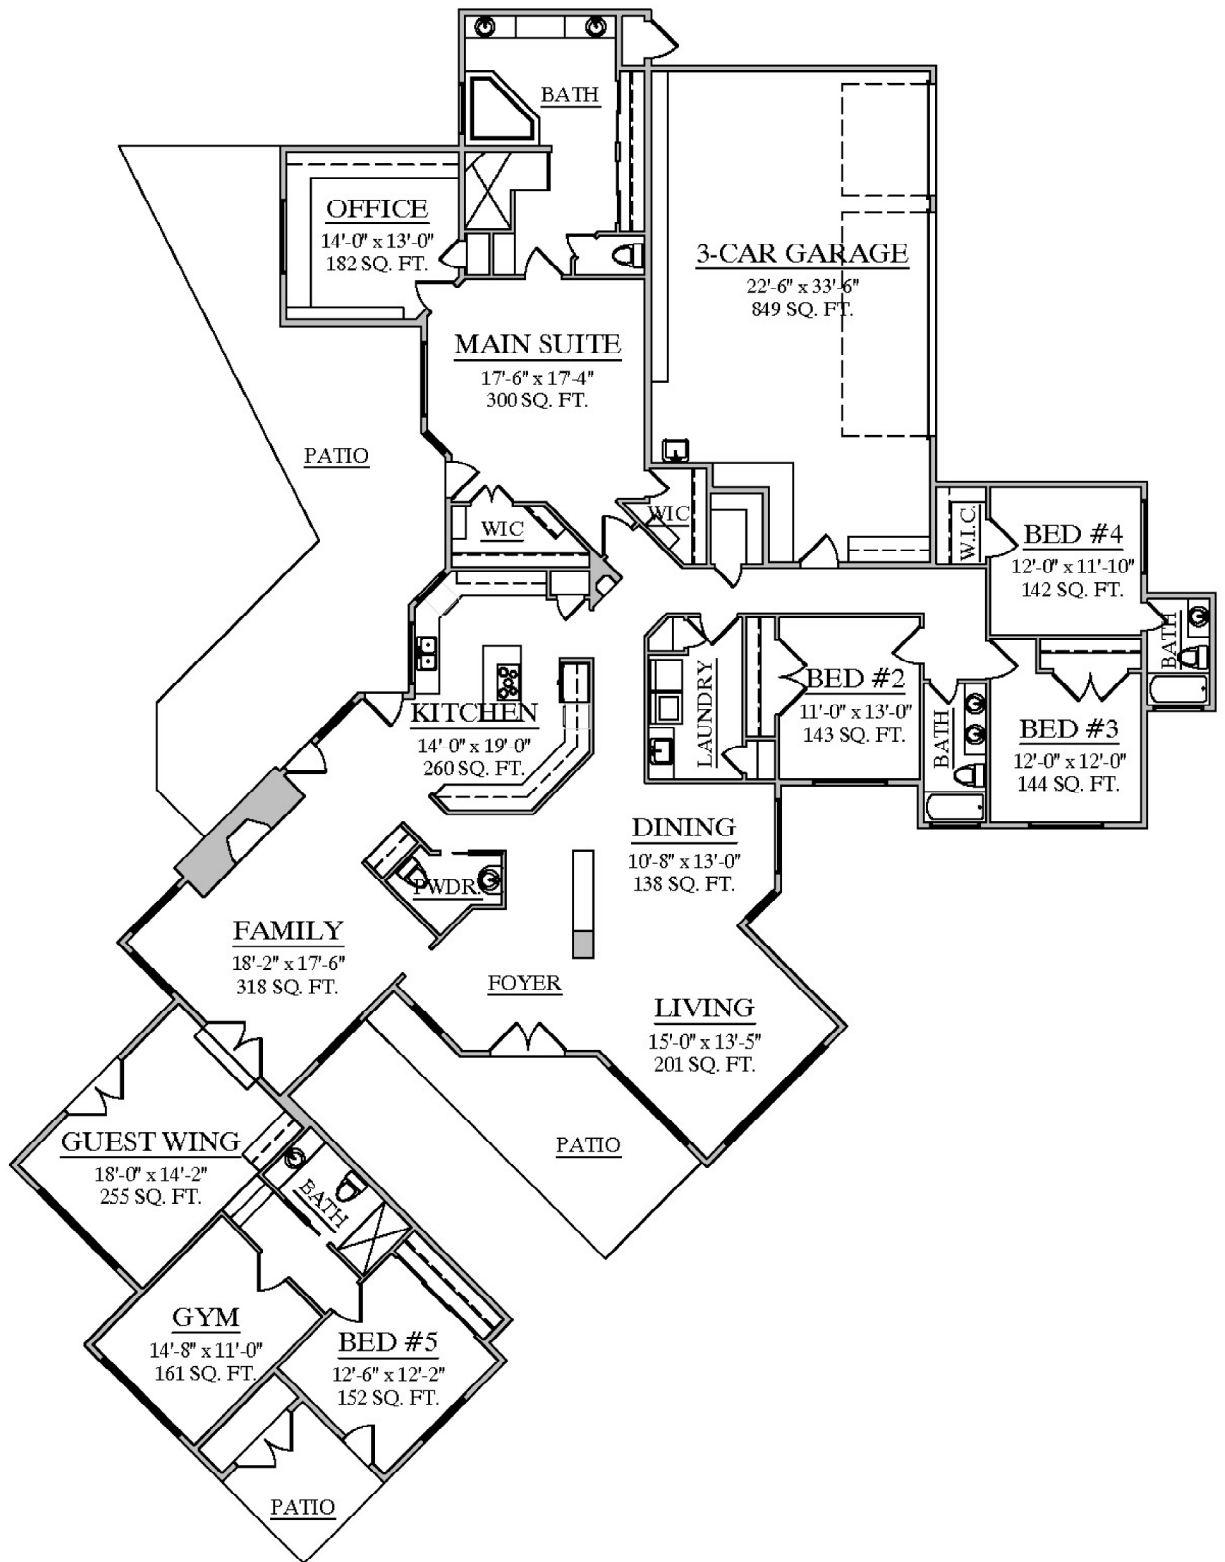 BATH
OFFICE
14'-0" x 13'-0"
182 SQ. FT.
3-CAR GARAGE
22'-6" x 33'-6"
849 SQ. FT.
MAIN SUITE
17'-6" x 17'-4"
300 SQ. FT.
PATIO
WIC
WIC
W.I.C.
BED #4
12'-0" x 11'-10"
142 SQ. FT.
BATH
KITCHEN
14'-0" x 19'-0"
260 SQ. FT.
LAUNDRY
BED #2
11'-0" x 13'-0"
143 SQ. FT.
BATH
BED #3
12'-0" x 12'-0"
144 SQ. FT.
DINING
10'-8" x 13'-0"
138 SQ. FT.
PWDR.
FAMILY
18'-2" x 17'-6"
318 SQ. FT.
FOYER
LIVING
15'-0" x 13'-5"
201 SQ. FT.
PATIO
GUEST WING
18'-0" x 14'-2"
255 SQ. FT.
BATH
GYM
14'-8" x 11'-0"
161 SQ. FT.
BED #5
12'-6" x 12'-2"
152 SQ. FT.
PATIO